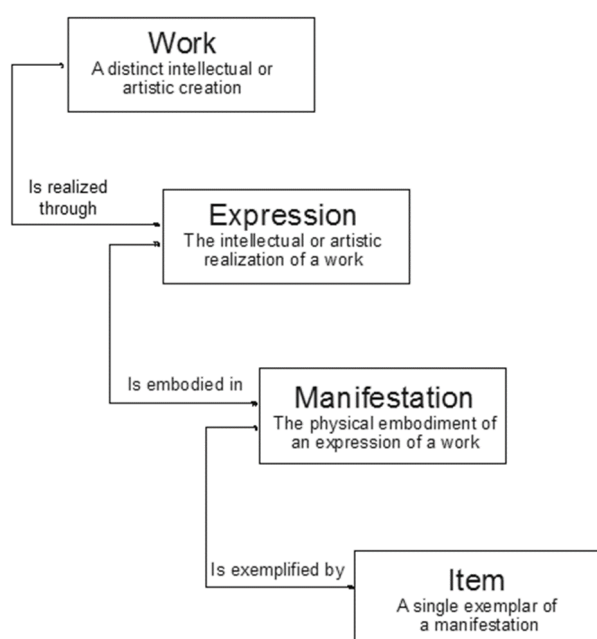 Work
A distinct intellectual or
artistic creation
Is realized
through
Expression
The intellectual or artistic
realization of a work
Is embodied in
Manifestation
The physical embodiment of
an expression of a work
Is exemplified by
Item
A single exemplar of
a manifestation